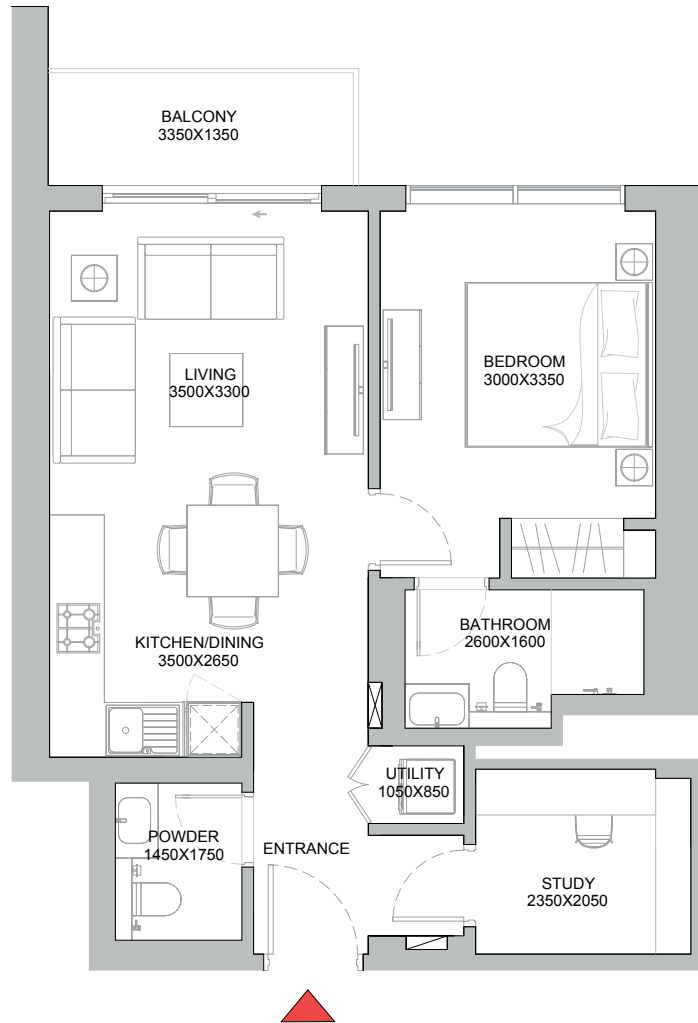 BALCONY
3350X1350
LIVING
3500X3300
BEDROOM
3000X3350
KITCHEN/DINING
3500X2650
BATHROOM
2600X1600
UTILITY
1050X850
POWDER
1450X1750
ENTRANCE
STUDY
2350X2050